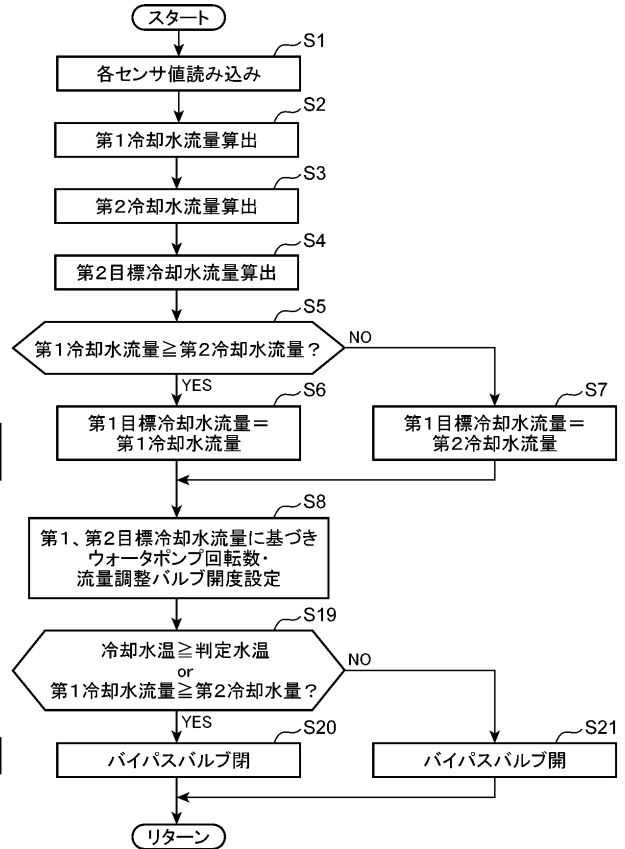 スタート
S1
各センサ値読み込み
S2
第1冷却水流量算出
S3
第2冷却水流量算出
S4
第2目標冷却水流量算出
S5
第1冷却水流量≧第2冷却水流量?
NO
YES
S6
第1目標冷却水流量=
第1冷却水流量
S7
第1目標冷却水流量=
第2冷却水流量
S8
第1、第2目標冷却水流量に基づき
ウォータポンプ回転数・
流量調整バルブ開度設定
S19
冷却水温≧判定水温
or
第1冷却水流量≧第2冷却水量?
NO
YES
S20
バイパスバルブ閉
S21
バイパスバルブ開
リターン